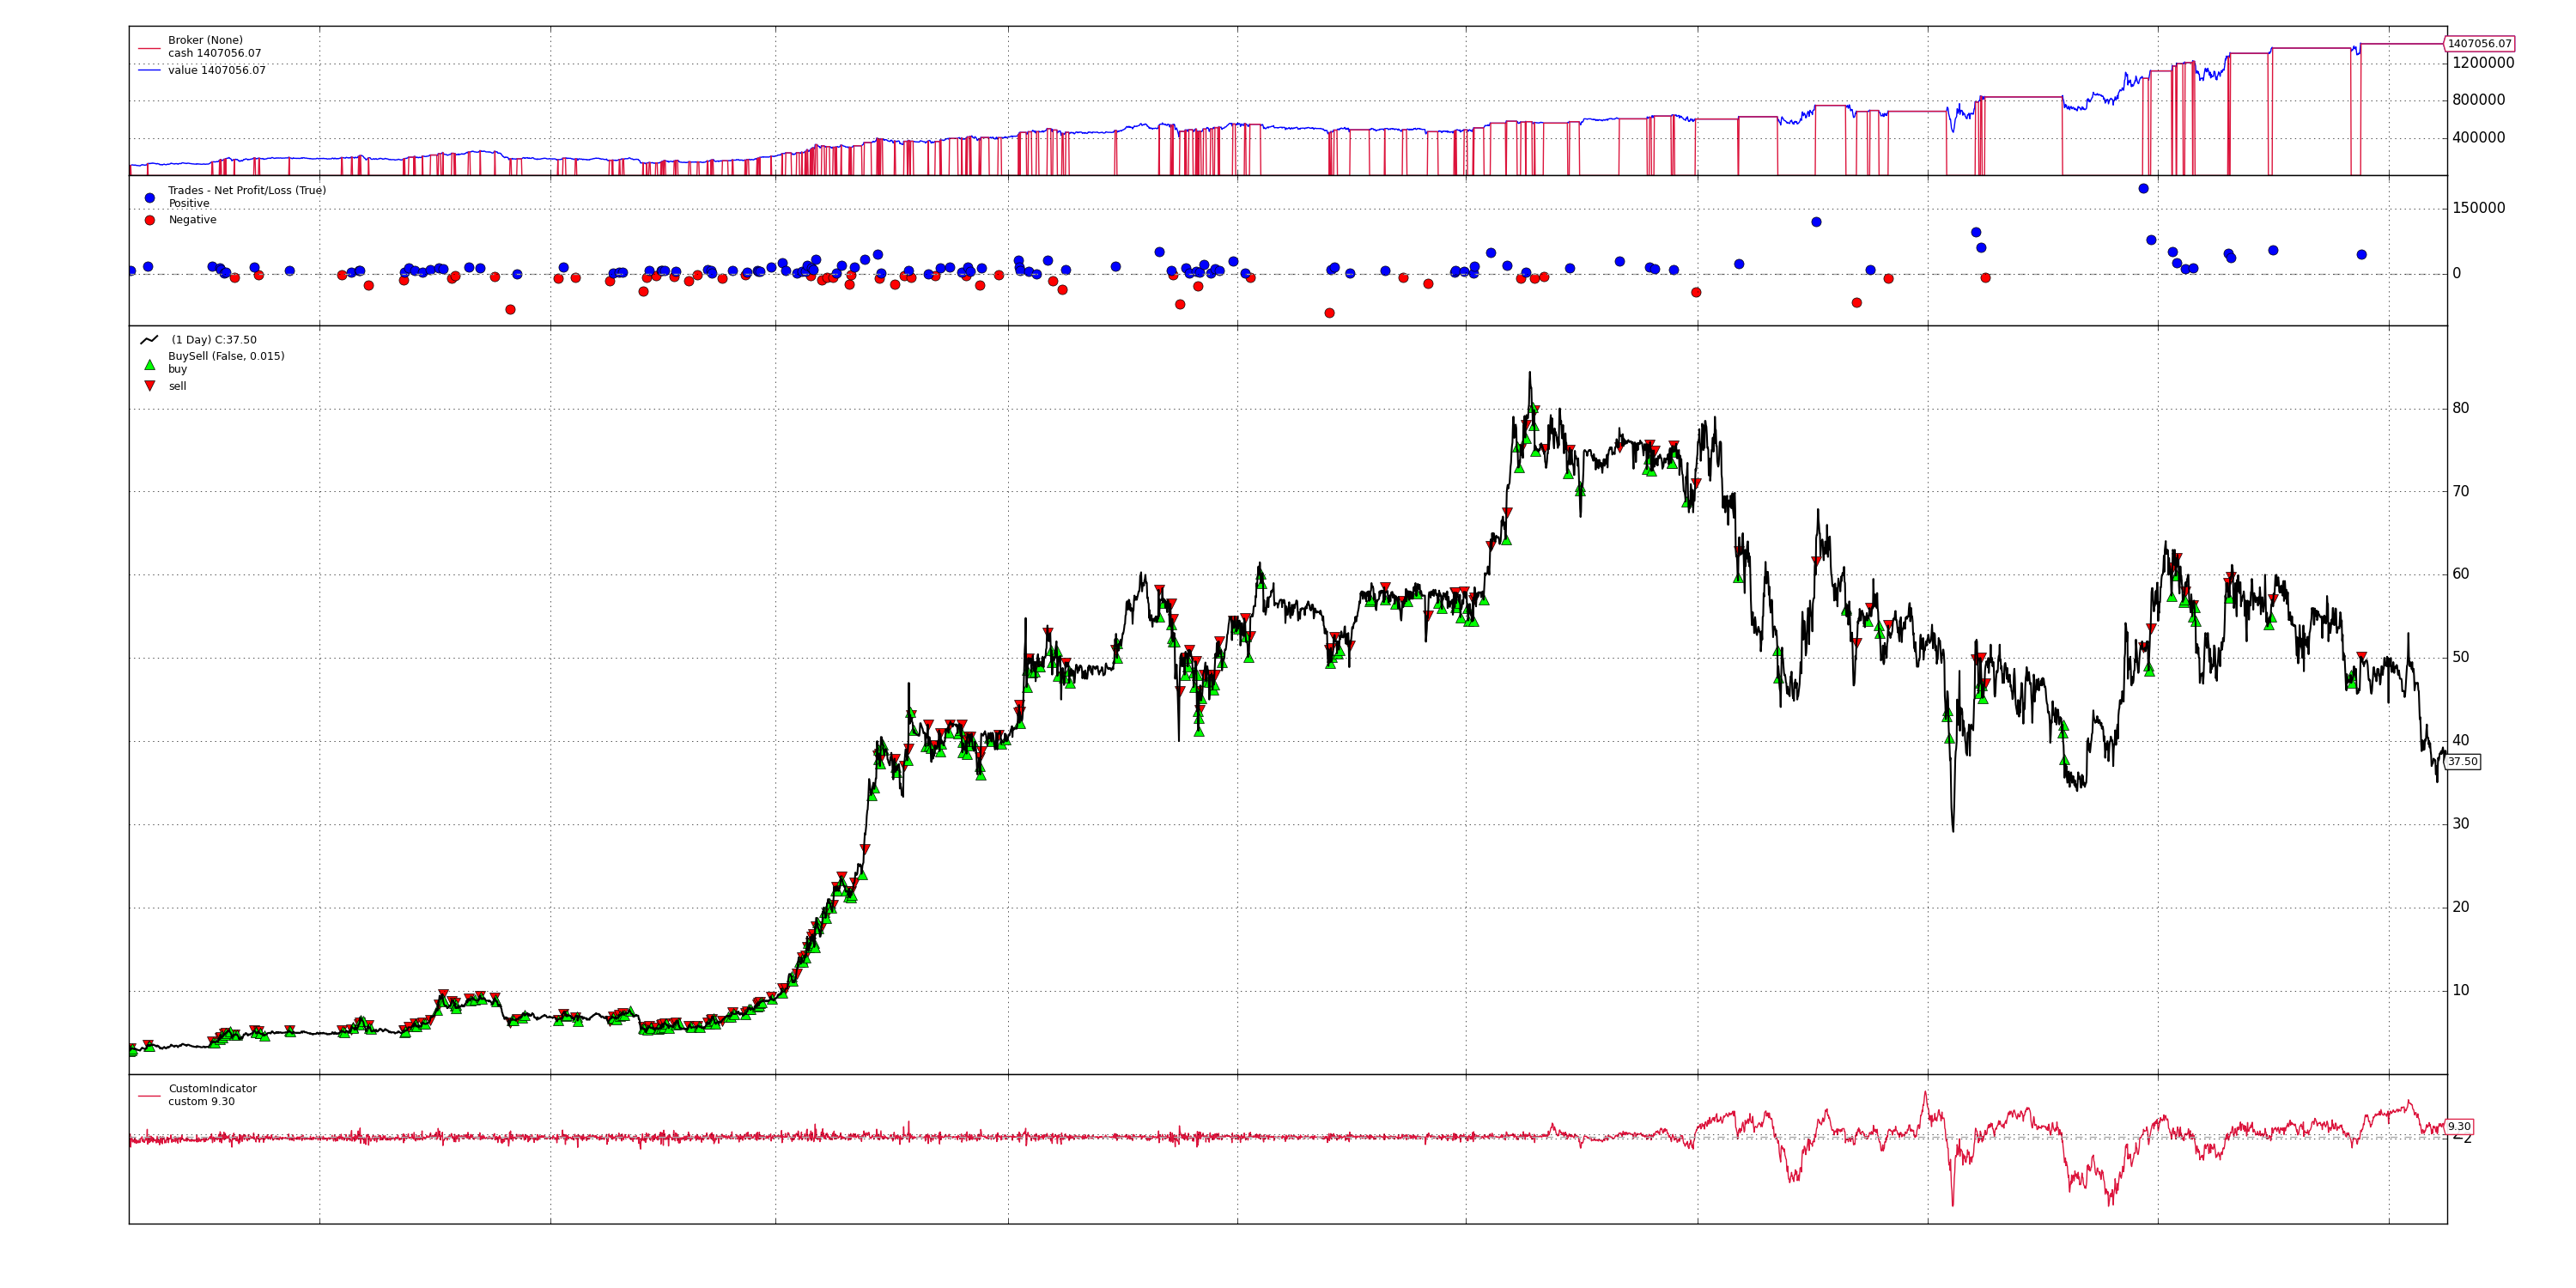 Broker (None)
cash 1407056.07
value 1407056.07
1407056.07
1200000
800000
400000
Trades - Net Profit/Loss (True)
Positive
Negative
150000
0
(1 Day) C:37.50
BuySell (False, 0.015)
buy
sell
80
70
60
50
40
37.50
30
20
10
CustomIndicator
custom 9.30
9.30